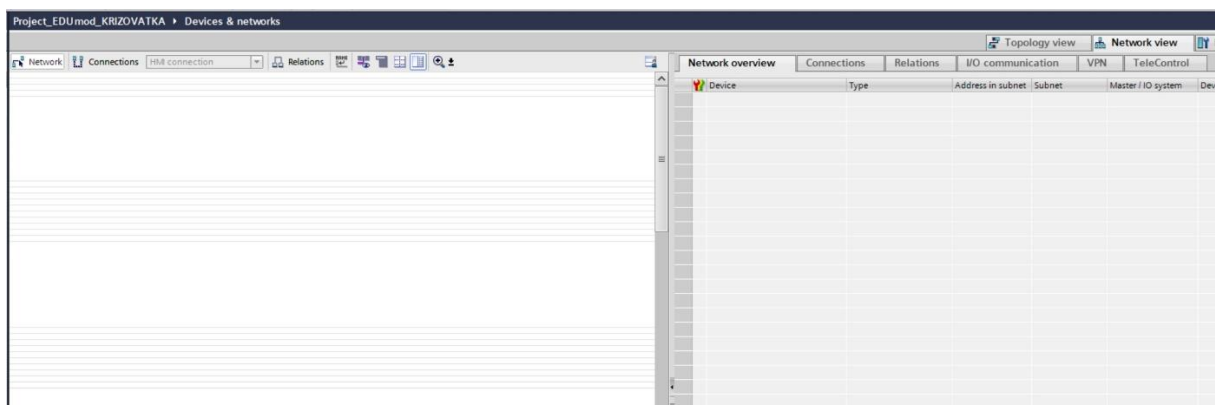 Project_EDUmod_KRIZOVATKA ▸ Devices & networks
Topology view Network view
Network Connections HMI connection Relations
Network overview Connections Relations I/O communication VPN TeleControl
Device Type Address in subnet Subnet Master / IO system Dev